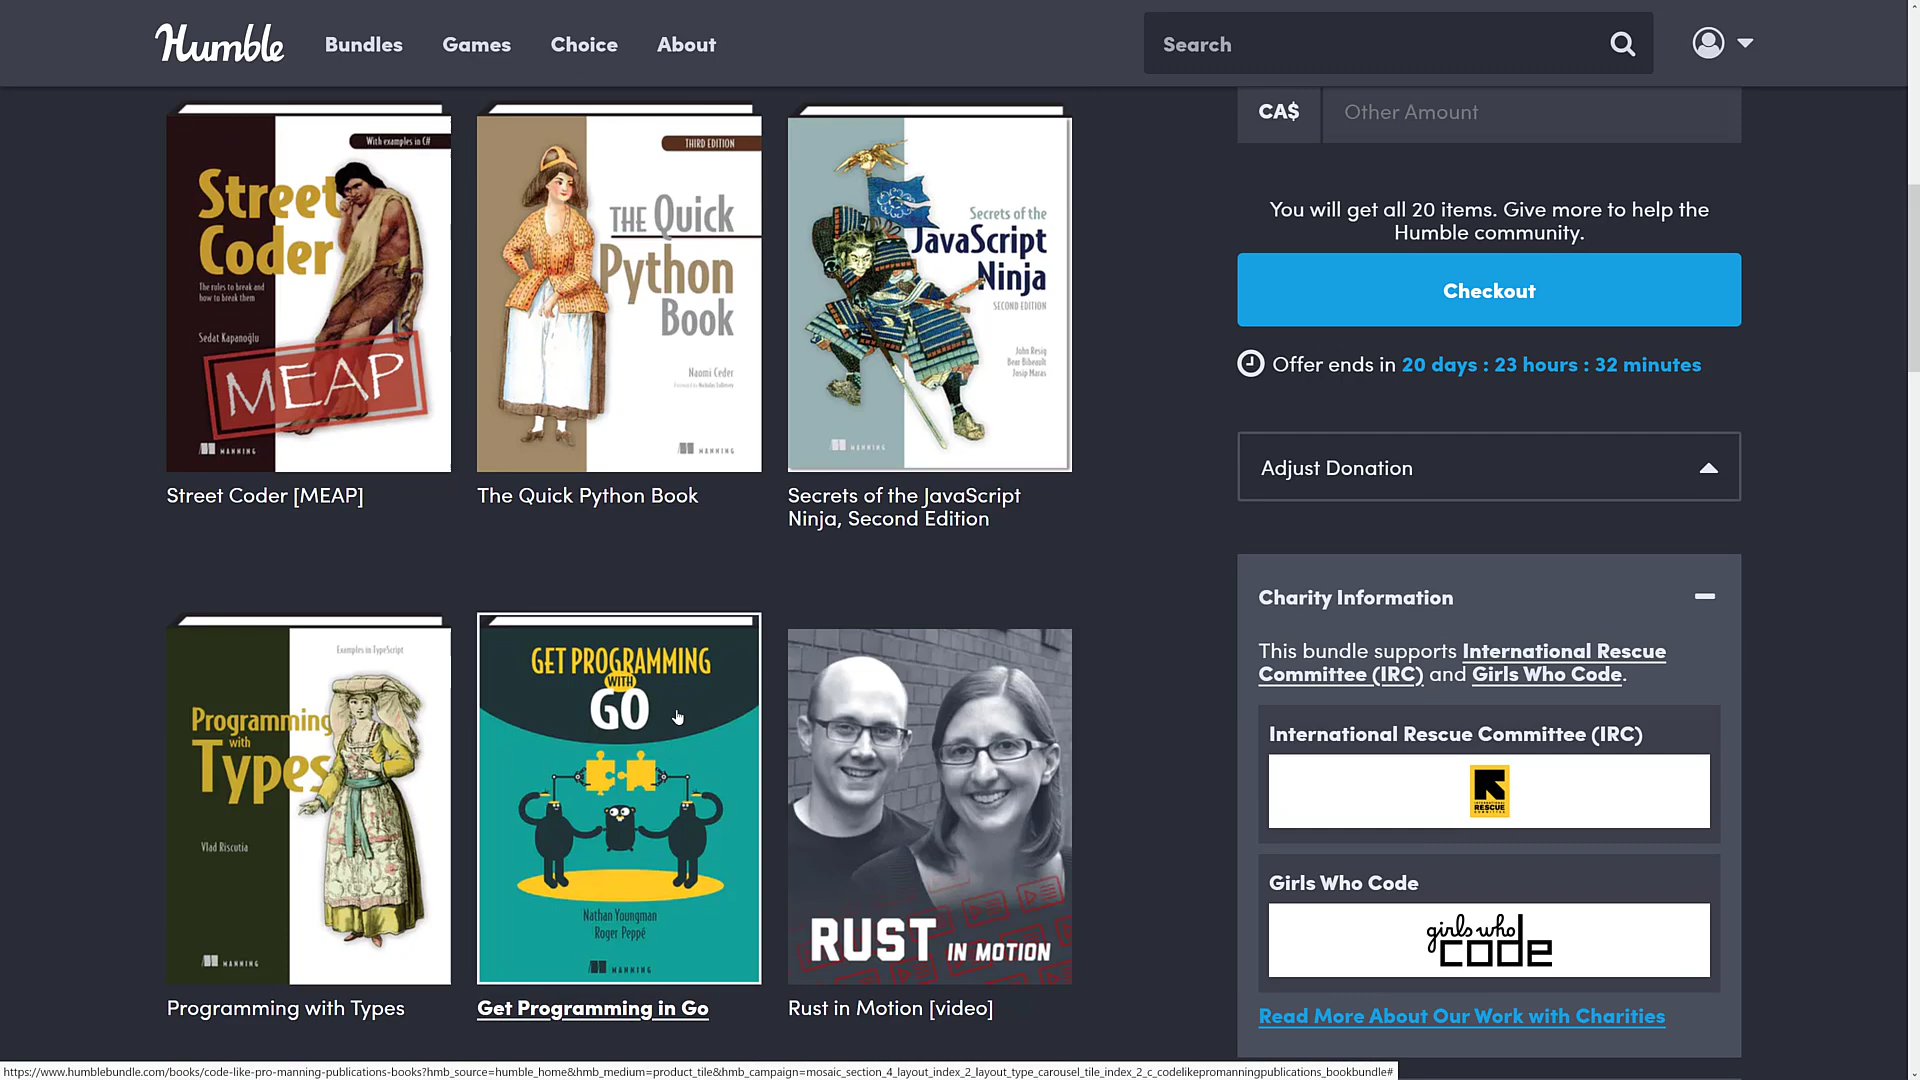 Humble
Bundles
Games
Choice
About
Search
With examples in C#
Street
Coder
The rules to break and
how to break them
Sedat Kapanoğlu
MEAP
MANNING
Street Coder [MEAP]
THIRD EDITION
THE Quick
Python
Book
Naomi Ceder
MANNING
The Quick Python Book
Secrets of the
JavaScript
Ninja
SECOND EDITION
John Resig
Bear Bibeault
Josip Maras
MANNING
Secrets of the JavaScript
Ninja, Second Edition
CA$
Other Amount
You will get all 20 items. Give more to help the
Humble community.
Checkout
Offer ends in 20 days : 23 hours : 32 minutes
Adjust Donation
Examples in TypeScript
Programming
with
Types
Vlad Riscutia
MANNING
Programming with Types
GET PROGRAMMING
WITH
GO
Nathan Youngman
Roger Peppé
MANNING
Get Programming in Go
RUST IN MOTION
Rust in Motion [video]
Charity Information
This bundle supports International Rescue
Committee (IRC) and Girls Who Code.
International Rescue Committee (IRC)
INTERNATIONAL
RESCUE
COMMITTEE
Girls Who Code
girls who
code
Read More About Our Work with Charities
https://www.humblebundle.com/books/code-like-pro-manning-publications-books?hmb_source=humble_home&hmb_medium=product_tile&hmb_campaign=mosaic_section_4_layout_index_2_layout_type_carousel_tile_index_2_c_codelikepromanningpublications_bookbundle#